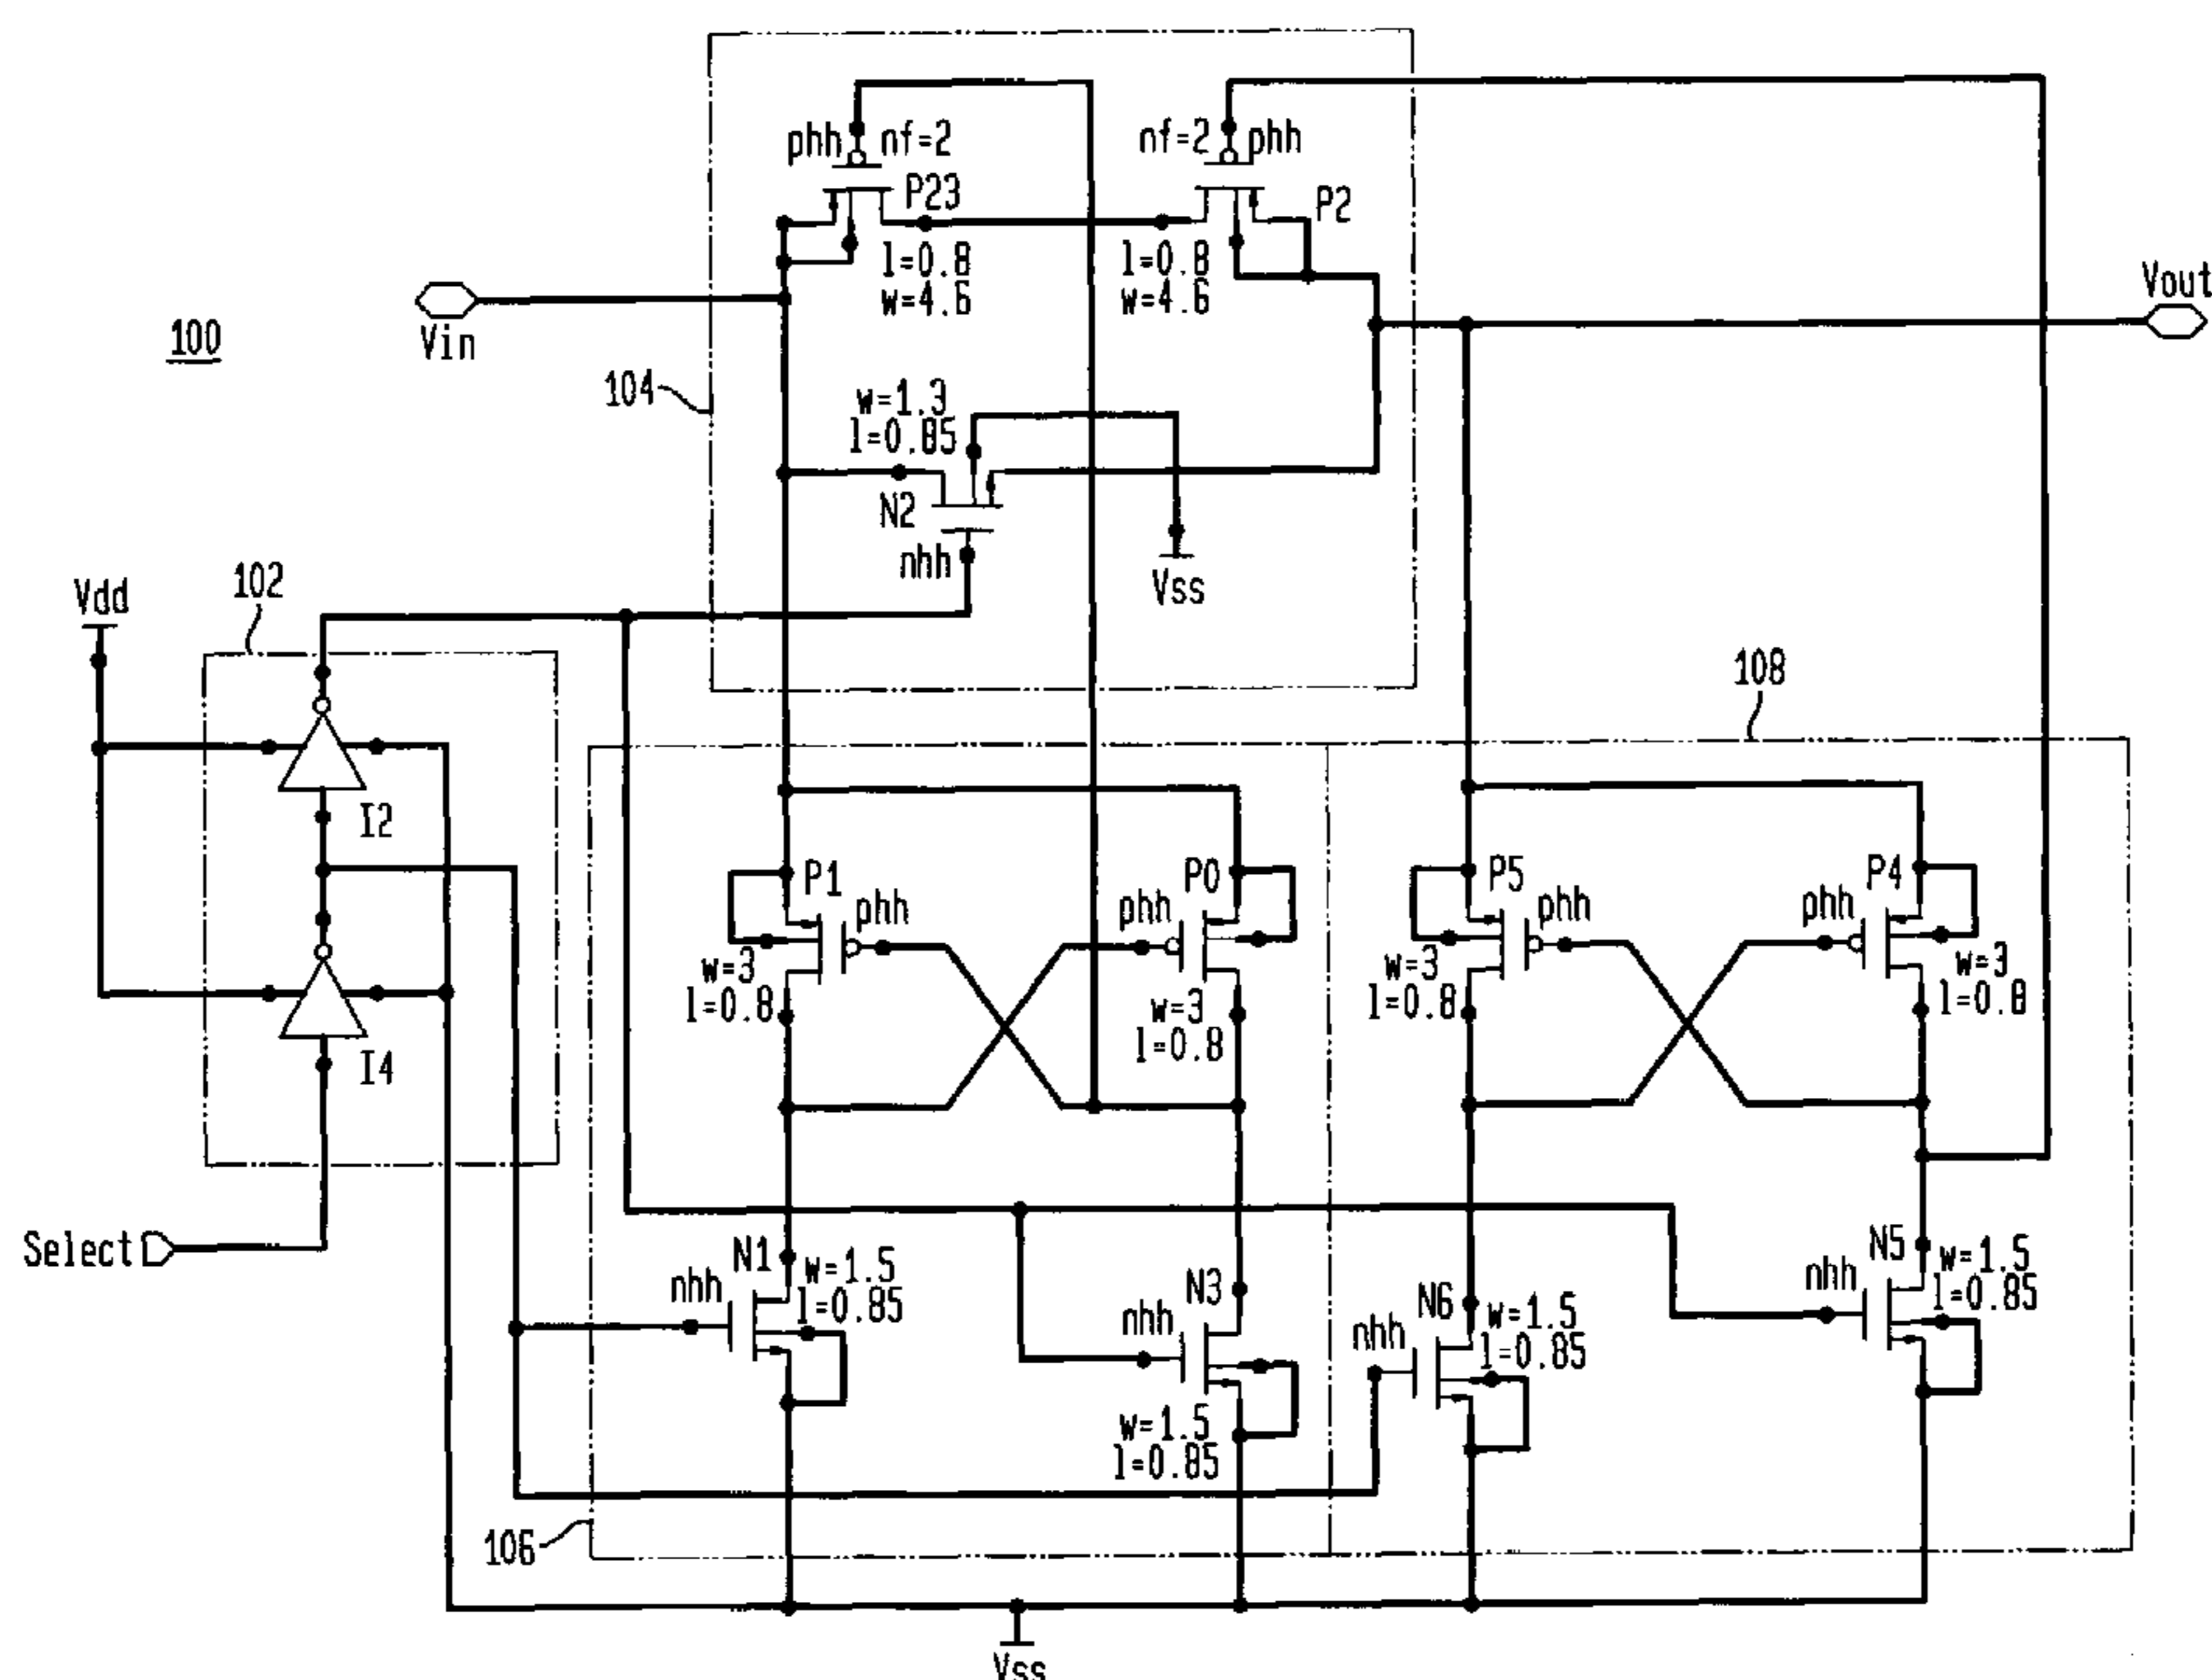 phh nf=2
nf=2 phh
P23
P2
l=0.8
w=4.6
l=0.8
w=4.6
Vout
Vin
100
104
w=1.3
l=0.85
N2
nhh
Vss
Vdd
102
108
I2
P1
phh
P0
phh
P5
phh
P4
phh
w=3
l=0.8
w=3
l=0.8
w=3
l=0.8
w=3
l=0.8
I4
Select
N1
w=1.5
l=0.85
nhh
N3
nhh
w=1.5
l=0.85
N6
w=1.5
l=0.85
nhh
N5
w=1.5
l=0.85
nhh
106
Vss